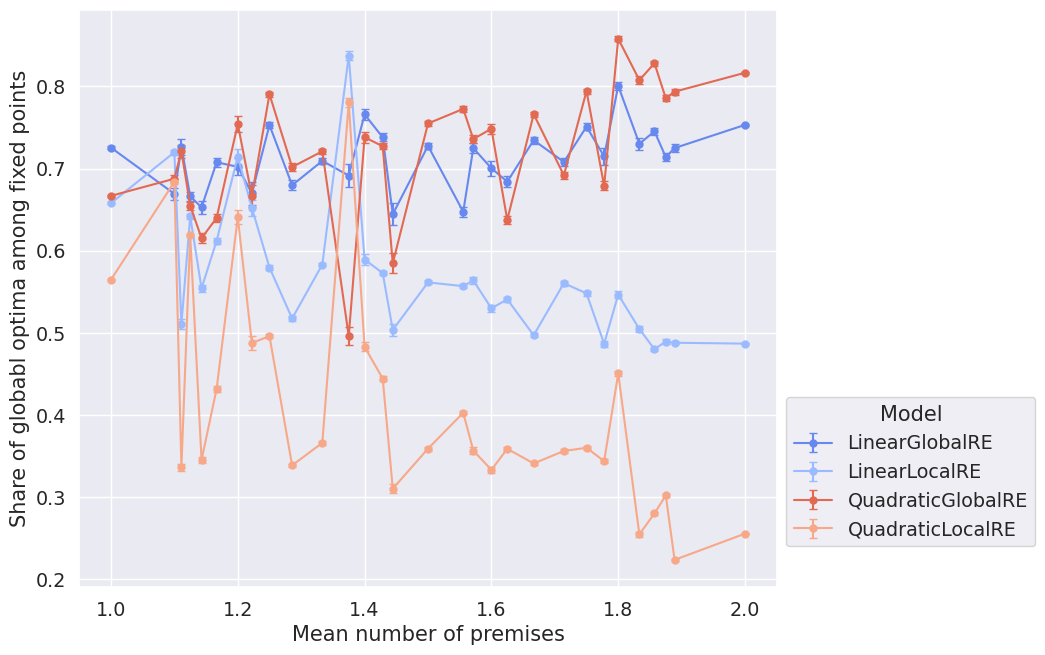 Share of globabl optima among fixed points
0.8
0.7
0.6
0.5
0.4
0.3
0.2
1.0 1.2 1.4 1.6 1.8 2.0
Mean number of premises
Model
LinearGlobalRE
LinearLocalRE
QuadraticGlobalRE
QuadraticLocalRE